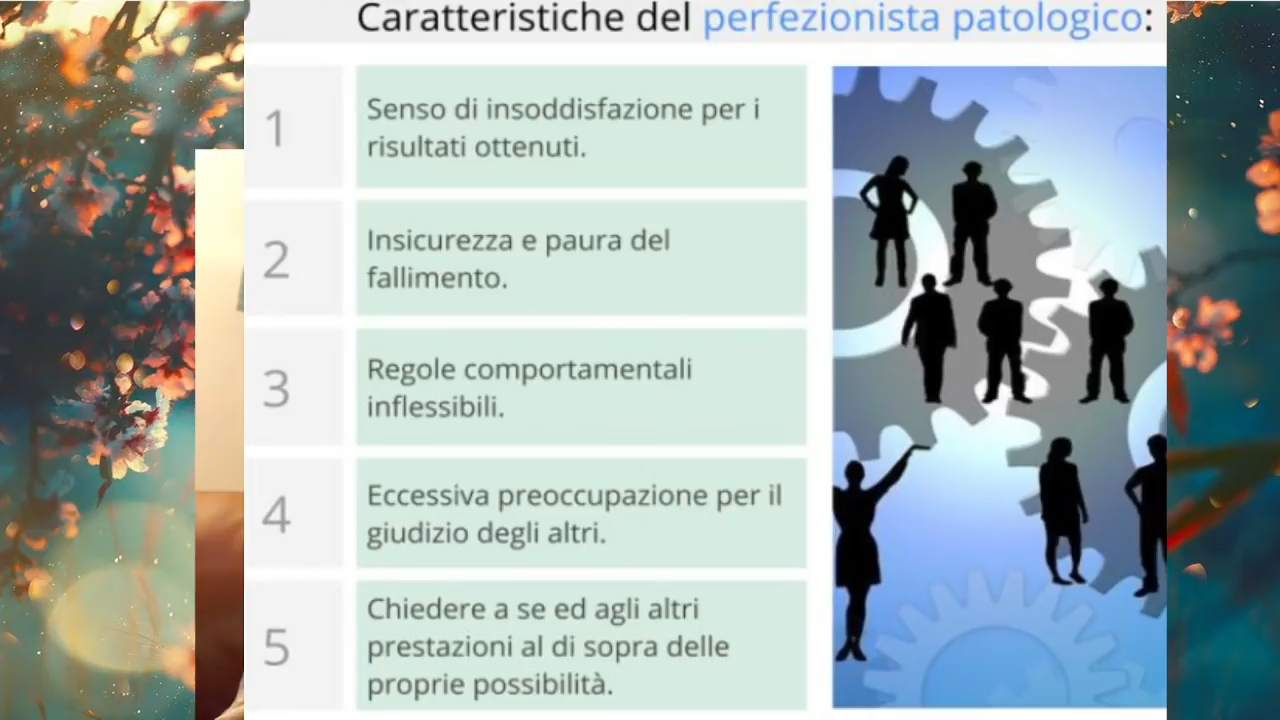 Caratteristiche del perfezionista patologico:
1
Senso di insoddisfazione per i
risultati ottenuti.
2
Insicurezza e paura del
fallimento.
3
Regole comportamentali
inflessibili.
4
Eccessiva preoccupazione per il
giudizio degli altri.
5
Chiedere a se ed agli altri
prestazioni al di sopra delle
proprie possibilità.